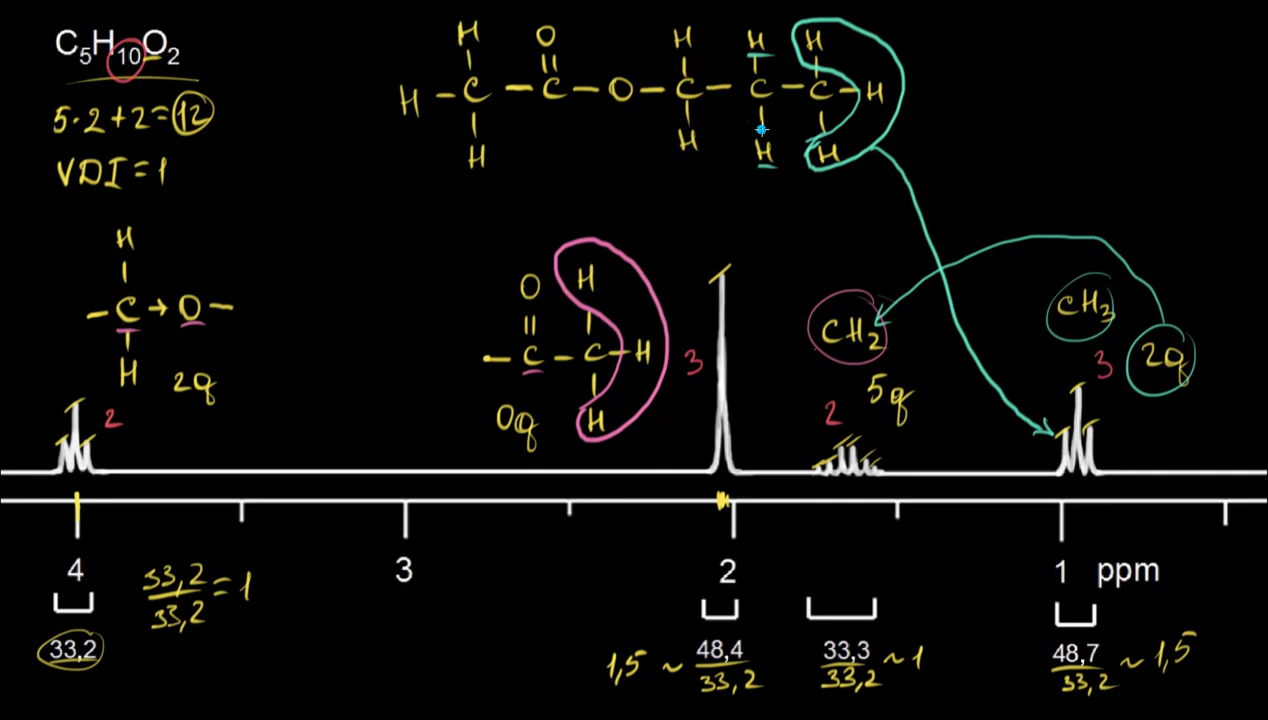 C5H10O2
5·2+2=12
VDI=1
H O H H H
H - C - C - O - C - C - C - H
H H H H
H
- C → O -
H 2q
O H
- C - C - H
0q H
2
3
CH2
5q
2
CH3
3 2q
4 3 2 1 ppm
33,2
33,2/33,2 = 1
1,5 ~ 48,4/33,2
33,3/33,2 ~ 1
48,7/33,2 ~ 1,5